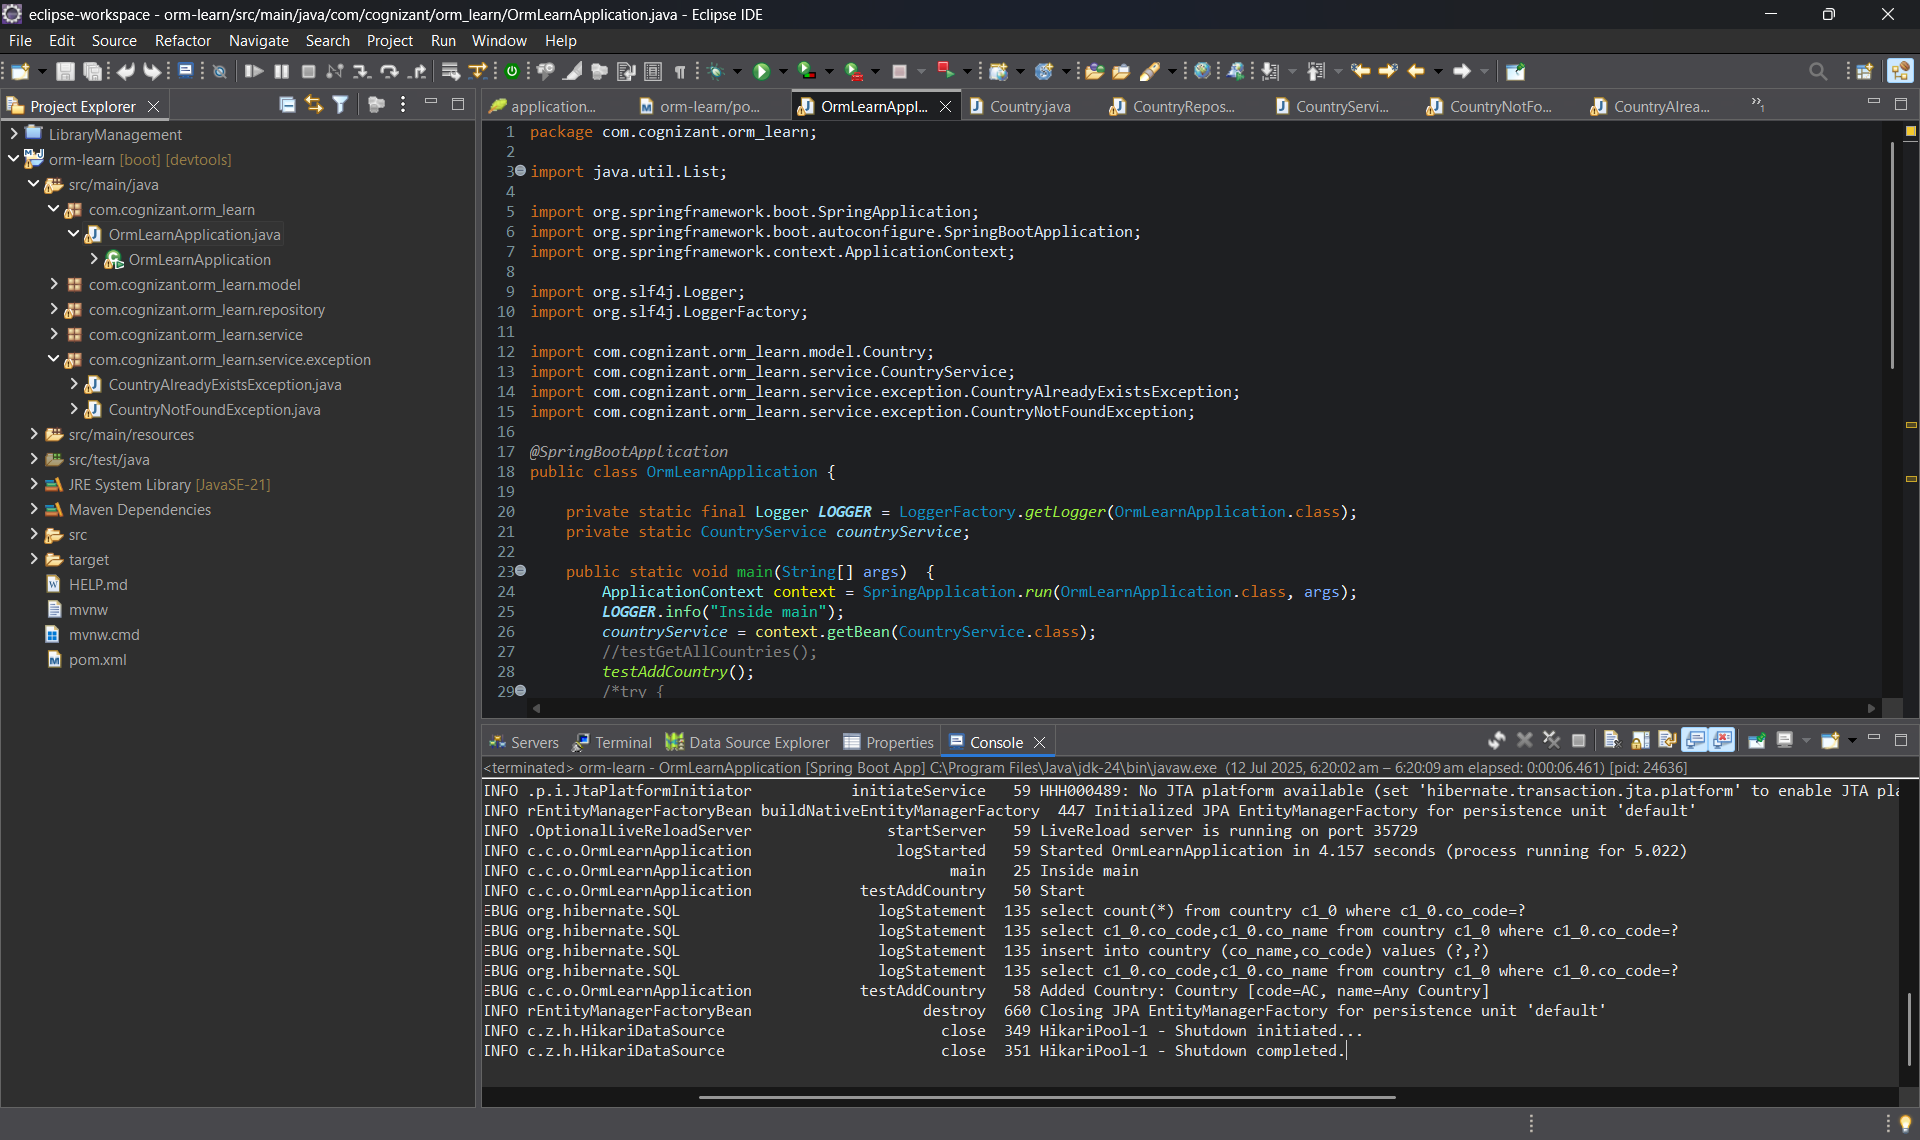 eclipse-workspace - orm-learn/src/main/java/com/cognizant/orm_learn/OrmLearnApplication.java - Eclipse IDE
File Edit Source Refactor Navigate Search Project Run Window Help
Project Explorer
LibraryManagement
orm-learn [boot] [devtools]
src/main/java
com.cognizant.orm_learn
OrmLearnApplication.java
OrmLearnApplication
com.cognizant.orm_learn.model
com.cognizant.orm_learn.repository
com.cognizant.orm_learn.service
com.cognizant.orm_learn.service.exception
CountryAlreadyExistsException.java
CountryNotFoundException.java
src/main/resources
src/test/java
JRE System Library [JavaSE-21]
Maven Dependencies
src
target
HELP.md
mvnw
mvnw.cmd
pom.xml
application... orm-learn/po... OrmLearnAppl... Country.java CountryRepos... CountryServi... CountryNotFo... CountryAlrea... »1
1 package com.cognizant.orm_learn;
2
3 import java.util.List;
4
5 import org.springframework.boot.SpringApplication;
6 import org.springframework.boot.autoconfigure.SpringBootApplication;
7 import org.springframework.context.ApplicationContext;
8
9 import org.slf4j.Logger;
10 import org.slf4j.LoggerFactory;
11
12 import com.cognizant.orm_learn.model.Country;
13 import com.cognizant.orm_learn.service.CountryService;
14 import com.cognizant.orm_learn.service.exception.CountryAlreadyExistsException;
15 import com.cognizant.orm_learn.service.exception.CountryNotFoundException;
16
17 @SpringBootApplication
18 public class OrmLearnApplication {
19
20 private static final Logger LOGGER = LoggerFactory.getLogger(OrmLearnApplication.class);
21 private static CountryService countryService;
22
23 public static void main(String[] args) {
24 ApplicationContext context = SpringApplication.run(OrmLearnApplication.class, args);
25 LOGGER.info("Inside main");
26 countryService = context.getBean(CountryService.class);
27 //testGetAllCountries();
28 testAddCountry();
29 /*try {
Servers Terminal Data Source Explorer Properties Console
<terminated> orm-learn - OrmLearnApplication [Spring Boot App] C:\Program Files\Java\jdk-24\bin\javaw.exe (12 Jul 2025, 6:20:02 am – 6:20:09 am elapsed: 0:00:06.461) [pid: 24636]
INFO .p.i.JtaPlatformInitiator initiateService 59 HHH000489: No JTA platform available (set 'hibernate.transaction.jta.platform' to enable JTA pla
INFO rEntityManagerFactoryBean buildNativeEntityManagerFactory 447 Initialized JPA EntityManagerFactory for persistence unit 'default'
INFO .OptionalLiveReloadServer startServer 59 LiveReload server is running on port 35729
INFO c.c.o.OrmLearnApplication logStarted 59 Started OrmLearnApplication in 4.157 seconds (process running for 5.022)
INFO c.c.o.OrmLearnApplication main 25 Inside main
INFO c.c.o.OrmLearnApplication testAddCountry 50 Start
EBUG org.hibernate.SQL logStatement 135 select count(*) from country c1_0 where c1_0.co_code=?
EBUG org.hibernate.SQL logStatement 135 select c1_0.co_code,c1_0.co_name from country c1_0 where c1_0.co_code=?
EBUG org.hibernate.SQL logStatement 135 insert into country (co_name,co_code) values (?,?)
EBUG org.hibernate.SQL logStatement 135 select c1_0.co_code,c1_0.co_name from country c1_0 where c1_0.co_code=?
EBUG c.c.o.OrmLearnApplication testAddCountry 58 Added Country: Country [code=AC, name=Any Country]
INFO rEntityManagerFactoryBean destroy 660 Closing JPA EntityManagerFactory for persistence unit 'default'
INFO c.z.h.HikariDataSource close 349 HikariPool-1 - Shutdown initiated...
INFO c.z.h.HikariDataSource close 351 HikariPool-1 - Shutdown completed.